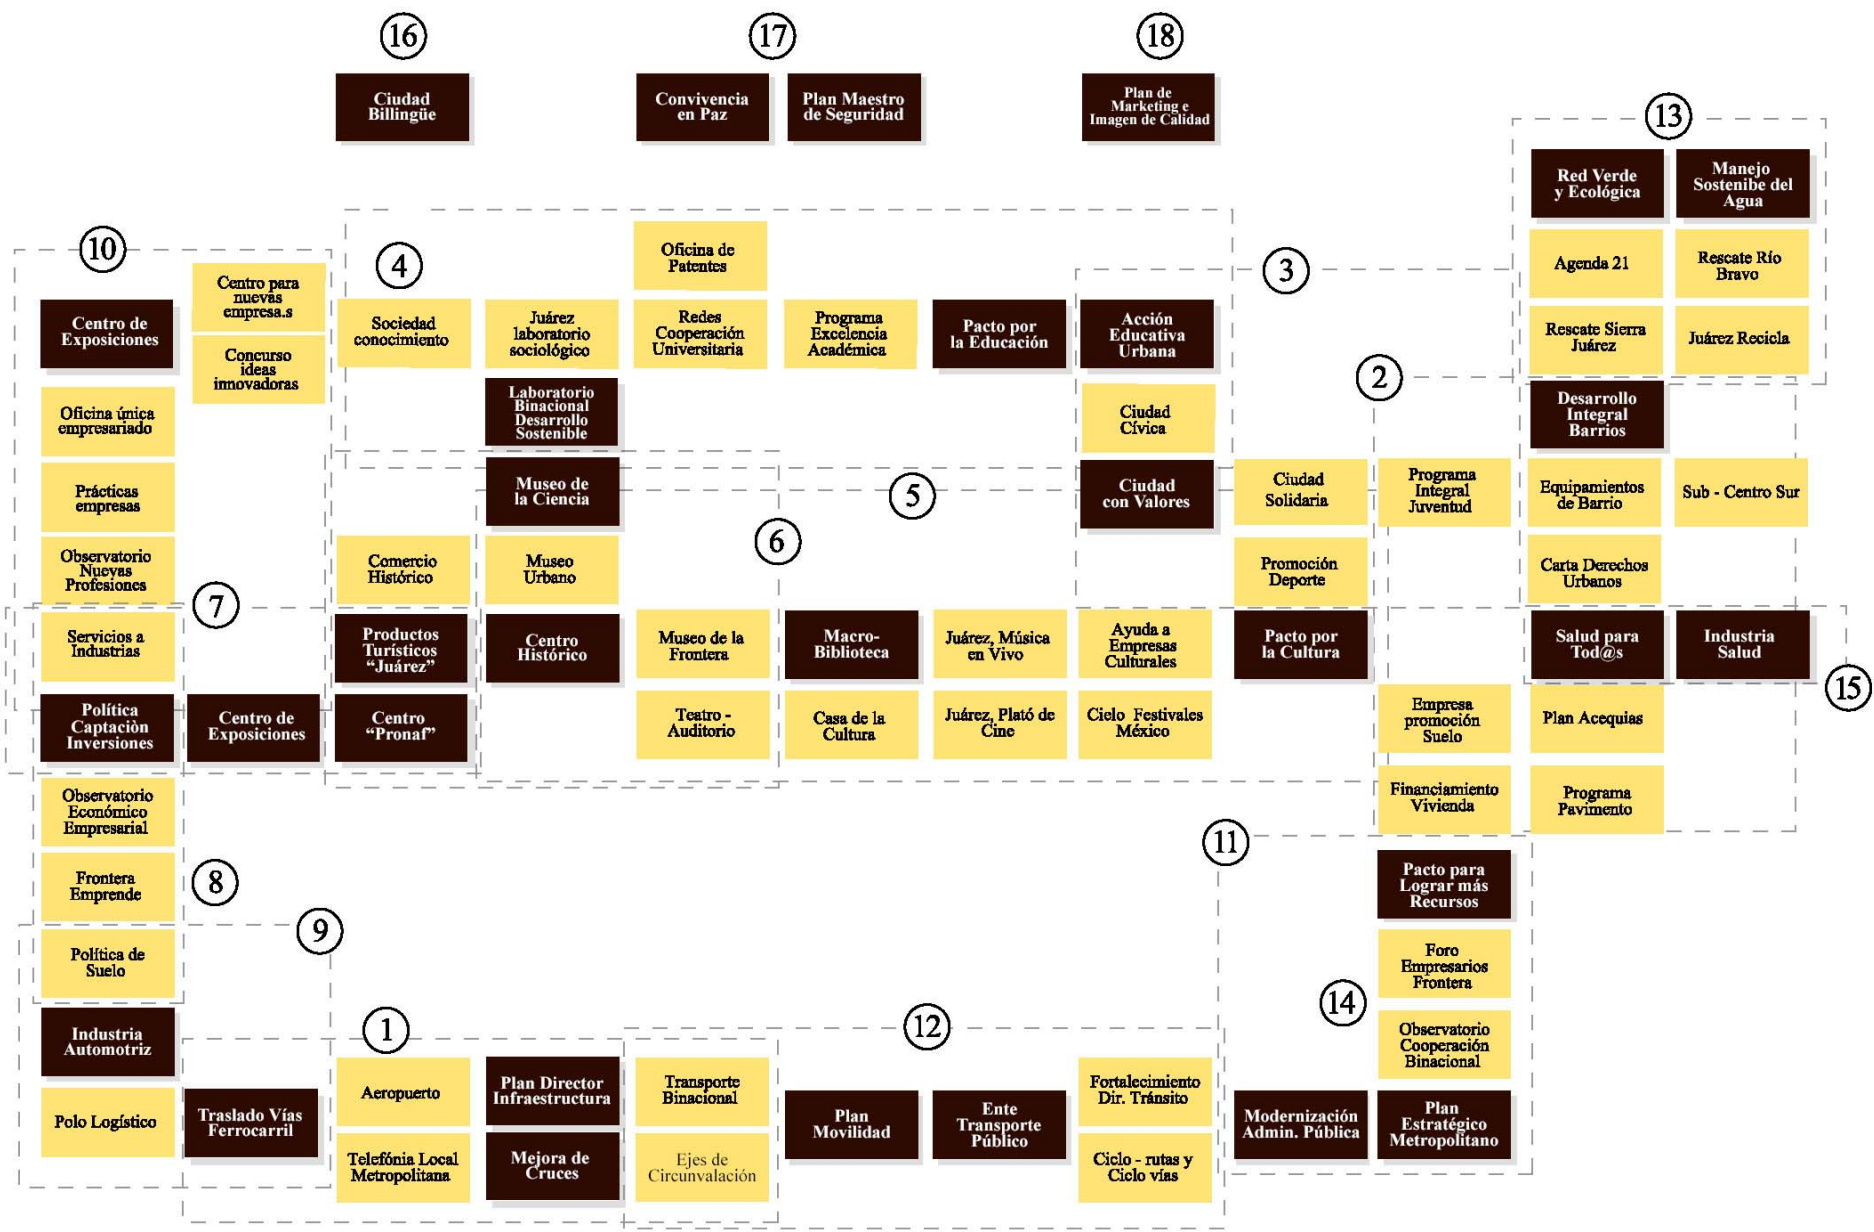 16
17
18
Ciudad
Billingüe
Convivencia
en Paz
Plan Maestro
de Seguridad
Plan de
Marketing e
Imagen de Calidad
13
Red Verde
y Ecológica
Manejo
Sostenibe del
Agua
Agenda 21
Rescate Río
Bravo
Rescate Sierra
Juárez
Juárez Recicla
10
Centro para
nuevas
empresa.s
Centro de
Exposiciones
Concurso
ideas
innovadoras
Oficina única
empresariado
Prácticas
empresas
Observatorio
Nuevas
Profesiones
4
Oficina de
Patentes
Sociedad
conocimiento
Juárez
laboratorio
sociológico
Redes
Cooperación
Universitaria
Programa
Excelencia
Académica
Pacto por
la Educación
3
Acción
Educativa
Urbana
Laboratorio
Binacional
Desarrollo
Sostenible
Ciudad
Cívica
2
Desarrollo
Integral
Barrios
Museo de
la Ciencia
5
Ciudad
con Valores
Ciudad
Solidaria
Programa
Integral
Juventud
Equipamientos
de Barrio
Sub - Centro Sur
6
Comercio
Histórico
Museo
Urbano
Promoción
Deporte
Carta Derechos
Urbanos
7
Servicios a
Industrias
Productos
Turísticos
“Juárez”
Centro
Histórico
Museo de la
Frontera
Macro-
Biblioteca
Juárez, Música
en Vivo
Ayuda a
Empresas
Culturales
Pacto por
la Cultura
Salud para
Tod@s
Industria
Salud
15
Política
Captaciòn
Inversiones
Centro de
Exposiciones
Centro
“Pronaf”
Teatro -
Auditorio
Casa de la
Cultura
Juárez, Plató de
Cine
Cielo Festivales
México
Empresa
promoción
Suelo
Plan Acequias
Observatorio
Económico
Empresarial
Financiamiento
Vivienda
Programa
Pavimento
8
Frontera
Emprende
11
Pacto para
Lograr más
Recursos
9
Política de
Suelo
Foro
Empresarios
Frontera
14
Industria
Automotriz
Observatorio
Cooperación
Binacional
1
12
Polo Logístico
Traslado Vías
Ferrocarril
Aeropuerto
Plan Director
Infraestructura
Transporte
Binacional
Plan
Movilidad
Ente
Transporte
Público
Fortalecimiento
Dir. Tránsito
Modernización
Admin. Pública
Plan
Estratégico
Metropolitano
Telefónia Local
Metropolitana
Mejora de
Cruces
Ejes de
Circunvalación
Ciclo - rutas y
Ciclo vías